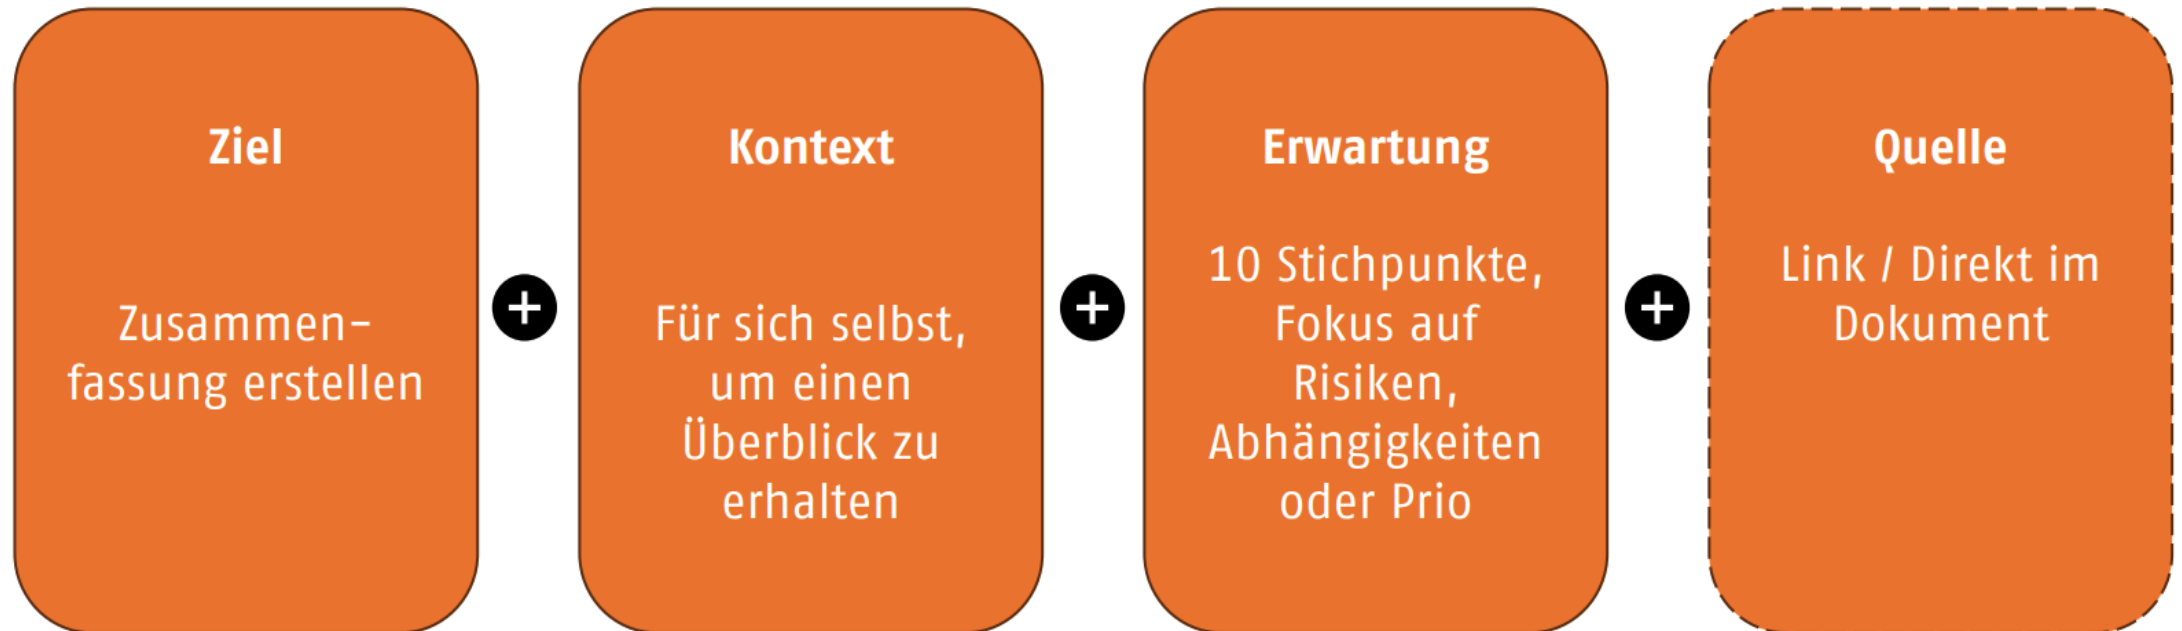 Ziel
Zusammen-
fassung erstellen
+
Kontext
Für sich selbst,
um einen
Überblick zu
erhalten
+
Erwartung
10 Stichpunkte,
Fokus auf
Risiken,
Abhängigkeiten
oder Prio
+
Quelle
Link / Direkt im
Dokument